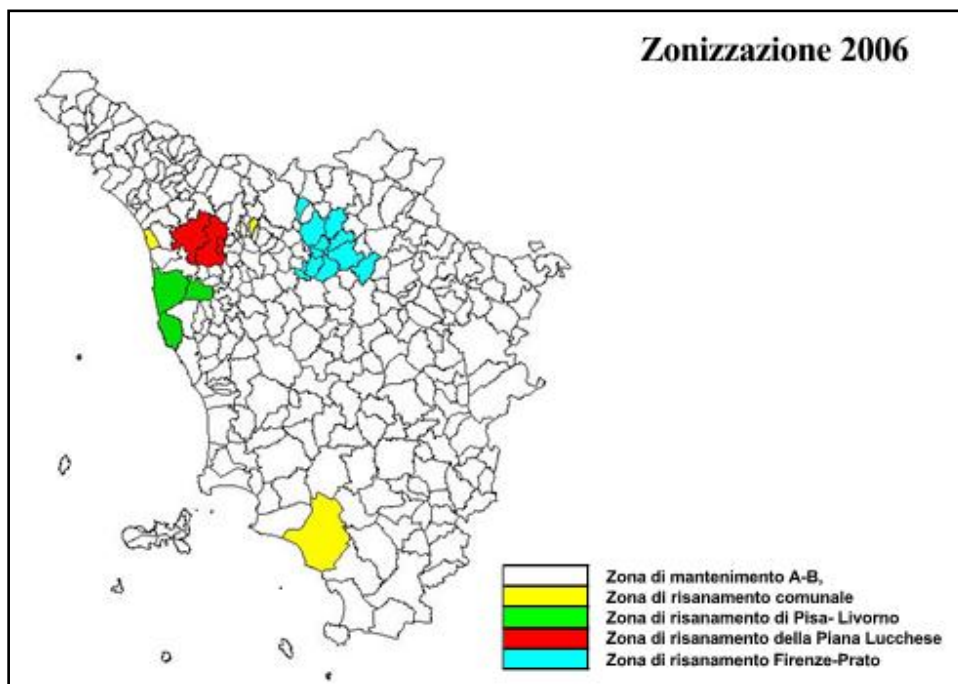 Zonizzazione 2006
Zona di mantenimento A-B,
Zona di risanamento comunale
Zona di risanamento di Pisa- Livorno
Zona di risanamento della Piana Lucchese
Zona di risanamento Firenze-Prato